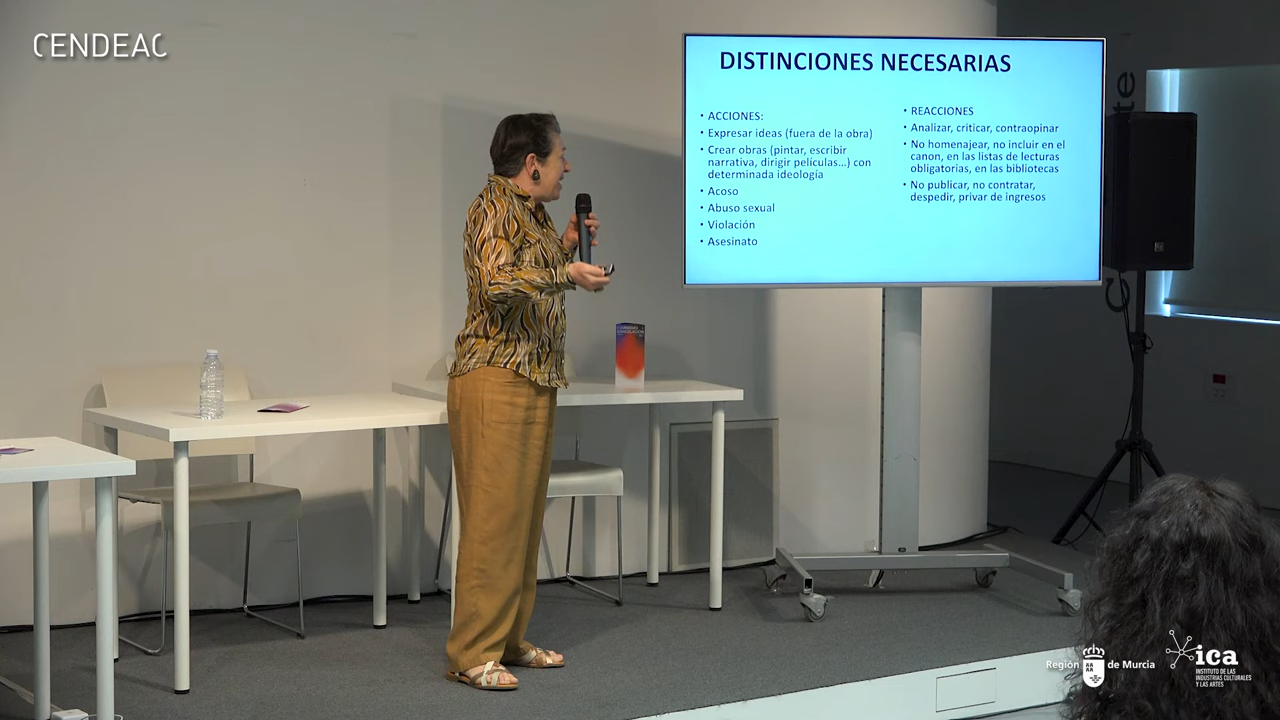 CENDEAC
DISTINCIONES NECESARIAS
• ACCIONES:
• Expresar ideas (fuera de la obra)
• Crear obras (pintar, escribir
narrativa, dirigir películas...) con
determinada ideología
• Acoso
• Abuso sexual
• Violación
• Asesinato
• REACCIONES
• Analizar, criticar, contraopinar
• No homenajear, no incluir en el
canon, en las listas de lecturas
obligatorias, en las bibliotecas
• No publicar, no contratar,
despedir, privar de ingresos
te
Región de Murcia
ica
INSTITUTO DE LAS
INDUSTRIAS CULTURALES
Y LAS ARTES